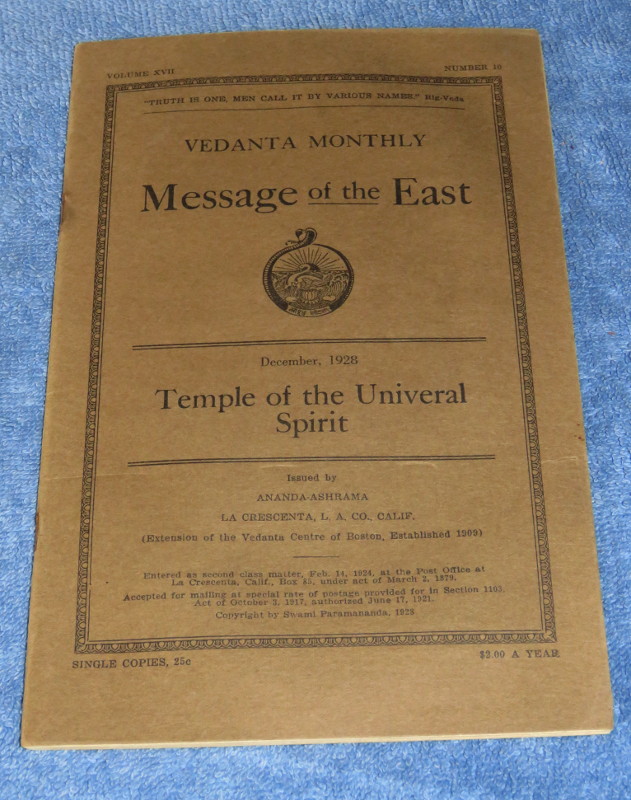 VOLUME XVII
NUMBER 10
"TRUTH IS ONE, MEN CALL IT BY VARIOUS NAMES." Rig-Veda
VEDANTA MONTHLY
Message of the East
December, 1928
Temple of the Univeral
Spirit
Issued by
ANANDA-ASHRAMA
LA CRESCENTA, L. A. CO., CALIF.
(Extension of the Vedanta Centre of Boston, Established 1909)
Entered as second class matter, Feb. 14, 1924, at the Post Office at
La Crescenta, Calif., Box 85, under act of March 2, 1879.
Accepted for mailing at special rate of postage provided for in Section 1103
Act of October 3, 1917, authorized June 17, 1921.
Copyright by Swami Paramananda, 1928
SINGLE COPIES, 25c
$2.00 A YEAR